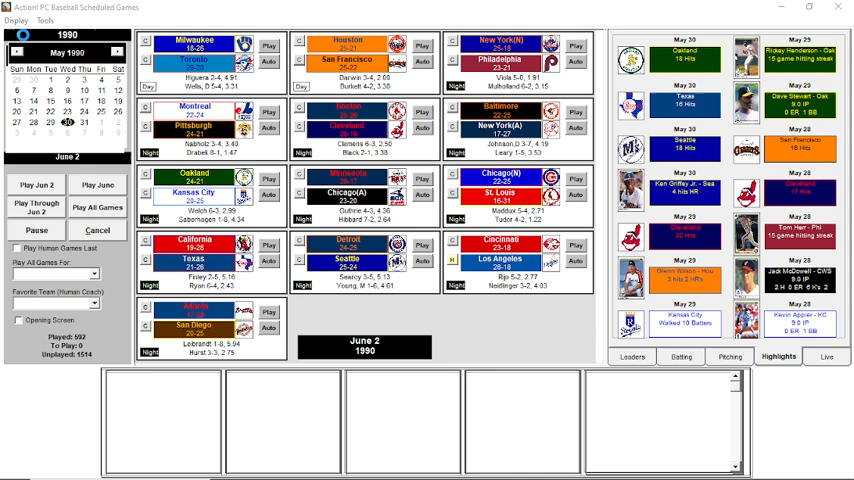 Action! PC Baseball Scheduled Games
Display Tools
1990
May 1990
Sun Mon Tue Wed Thu Fri Sat
29 30 1 2 3 4 5
6 7 8 9 10 11 12
13 14 15 16 17 18 19
20 21 22 23 24 25 26
27 28 29 30 31 1 2
3 4 5 6 7 8 9
June 2
Play Jun 2
Play June
Play Through Jun 2
Play All Games
Pause
Cancel
Play Human Games Last
Play All Games For:
Favorite Team (Human Coach)
Opening Screen
Played: 592
To Play: 0
Unplayed: 1514
C Milwaukee 18-26 Play
C Toronto 29-20 Auto
Higuera 2-4, 4.91
Day Wells, D 5-4, 3.31
C Houston 25-21 Play
C San Francisco 25-22 Auto
Darwin 3-4, 2.00
Day Burkett 4-2, 3.38
C New York(N) 25-18 Play
C Philadelphia 23-21 Auto
Viola 5-0, 1.91
Night Mulholland 6-2, 3.15
C Montreal 22-24 Play
C Pittsburgh 24-21 Auto
Nabholz 3-4, 3.40
Night Drabek 8-1, 1.47
C Boston Play
C Cleveland Auto
Clemens 6-3, 2.50
Night Black 2-1, 3.38
C Baltimore 22-25 Play
C New York(A) 17-27 Auto
Johnson,D 3-7, 4.19
Night Leary 1-5, 3.53
C Oakland 24-21 Play
C Kansas City 20-25 Auto
Welch 6-3, 2.99
Night Saberhagen 1-8, 4.34
C Minnesota Play
C Chicago(A) 23-20 Auto
Guthrie 4-3, 4.36
Night Hibbard 7-2, 2.64
C Chicago(N) 22-25 Play
C St. Louis 16-31 Auto
Maddux 5-4, 2.71
Night Tudor 4-2, 1.22
C California 19-28 Play
C Texas 21-26 Auto
Finley 2-5, 5.16
Night Ryan 6-4, 2.43
C Detroit 24-25 Play
C Seattle 25-24 Auto
Searcy 3-5, 5.13
Night Young, M 1-6, 4.61
C Cincinnati 23-18 Play
H Los Angeles 28-18 Auto
Rijo 5-2, 2.77
Night Neidlinger 3-2, 4.03
C Atlanta 17-28 Play
C San Diego 20-25 Auto
Leibrandt 1-8, 5.94
Night Hurst 3-3, 2.75
June 2
1990
May 30
Oakland
18 Hits
May 29
Rickey Henderson - Oak
15 game hitting streak
May 30
Texas
16 Hits
May 29
Dave Stewart - Oak
9.0 IP
0 ER 1 BB
May 30
Seattle
18 Hits
May 28
San Francisco
16 Hits
May 30
Ken Griffey Jr. - Sea
4 hits HR
May 28
Cleveland
17 Hits
May 29
Cleveland
May 28
Tom Herr - Phi
15 game hitting streak
May 29
Glenn Wilson - Hou
3 hits 2 HR's
May 28
Jack McDowell - CWS
9.0 IP
2 H 0 ER 6 K's 2
May 29
Kansas City
Walked 10 Batters
May 28
Kevin Appier - KC
9.0 IP
0 ER 1 BB
Leaders Batting Pitching Highlights Live